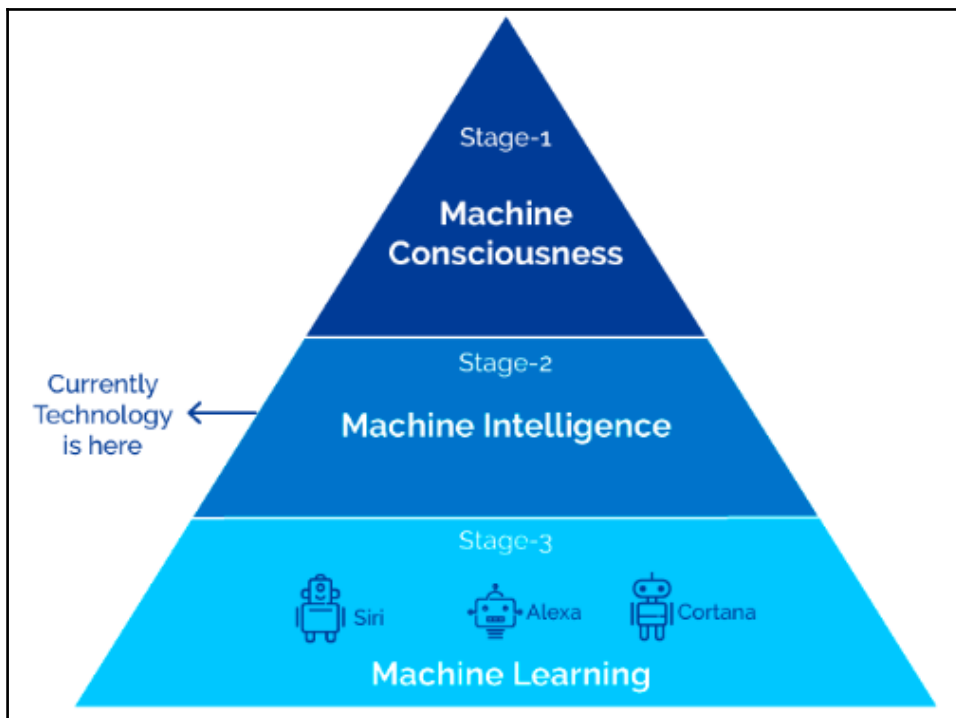 Stage-1
Machine
Consciousness
Stage-2
Currently
Technology
is here
Machine Intelligence
Stage-3
Siri
Alexa
Cortana
Machine Learning